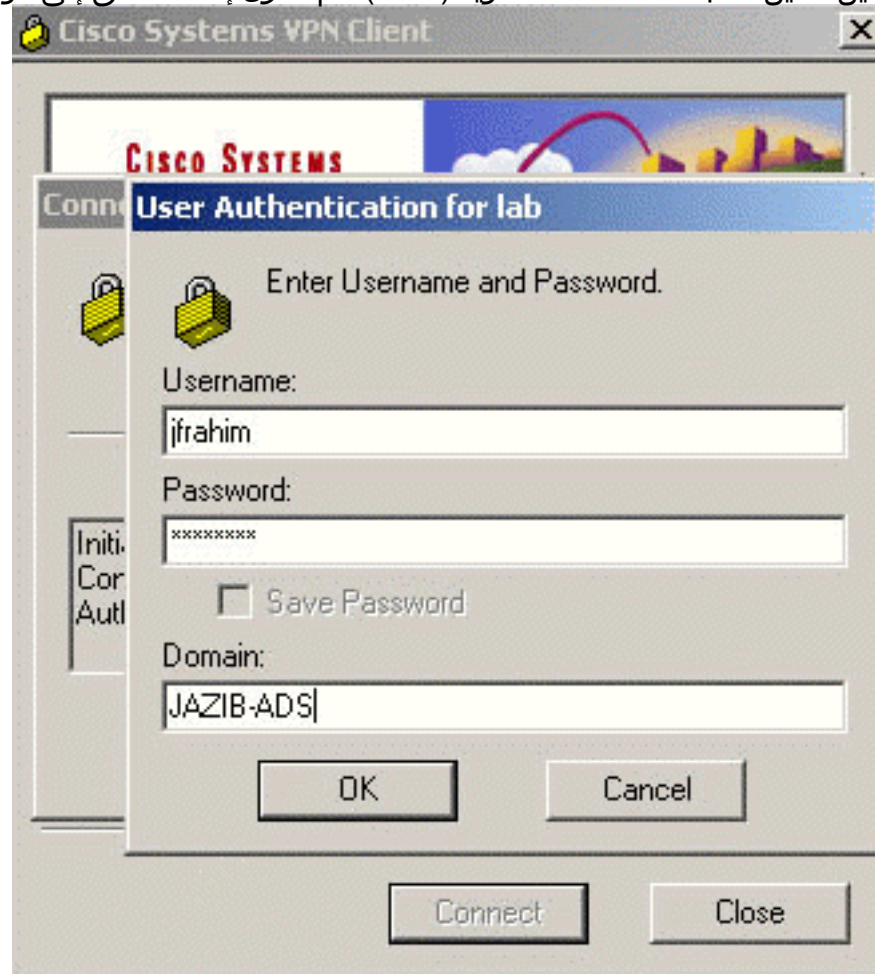 Cisco Systems VPN Client
CISCO SYSTEMS
User Authentication for lab
Enter Username and Password.
Username:
jfrahim
Password:
********
Save Password
Domain:
JAZIB-ADS
OK
Cancel
Connect
Close